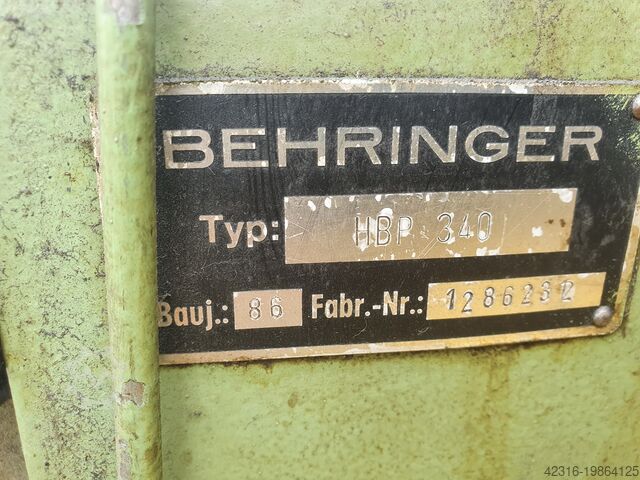 BEHRINGER
Typ: HBP 340
Bauj.: 86 Fabr.-Nr.: 1286232
42316-19864125